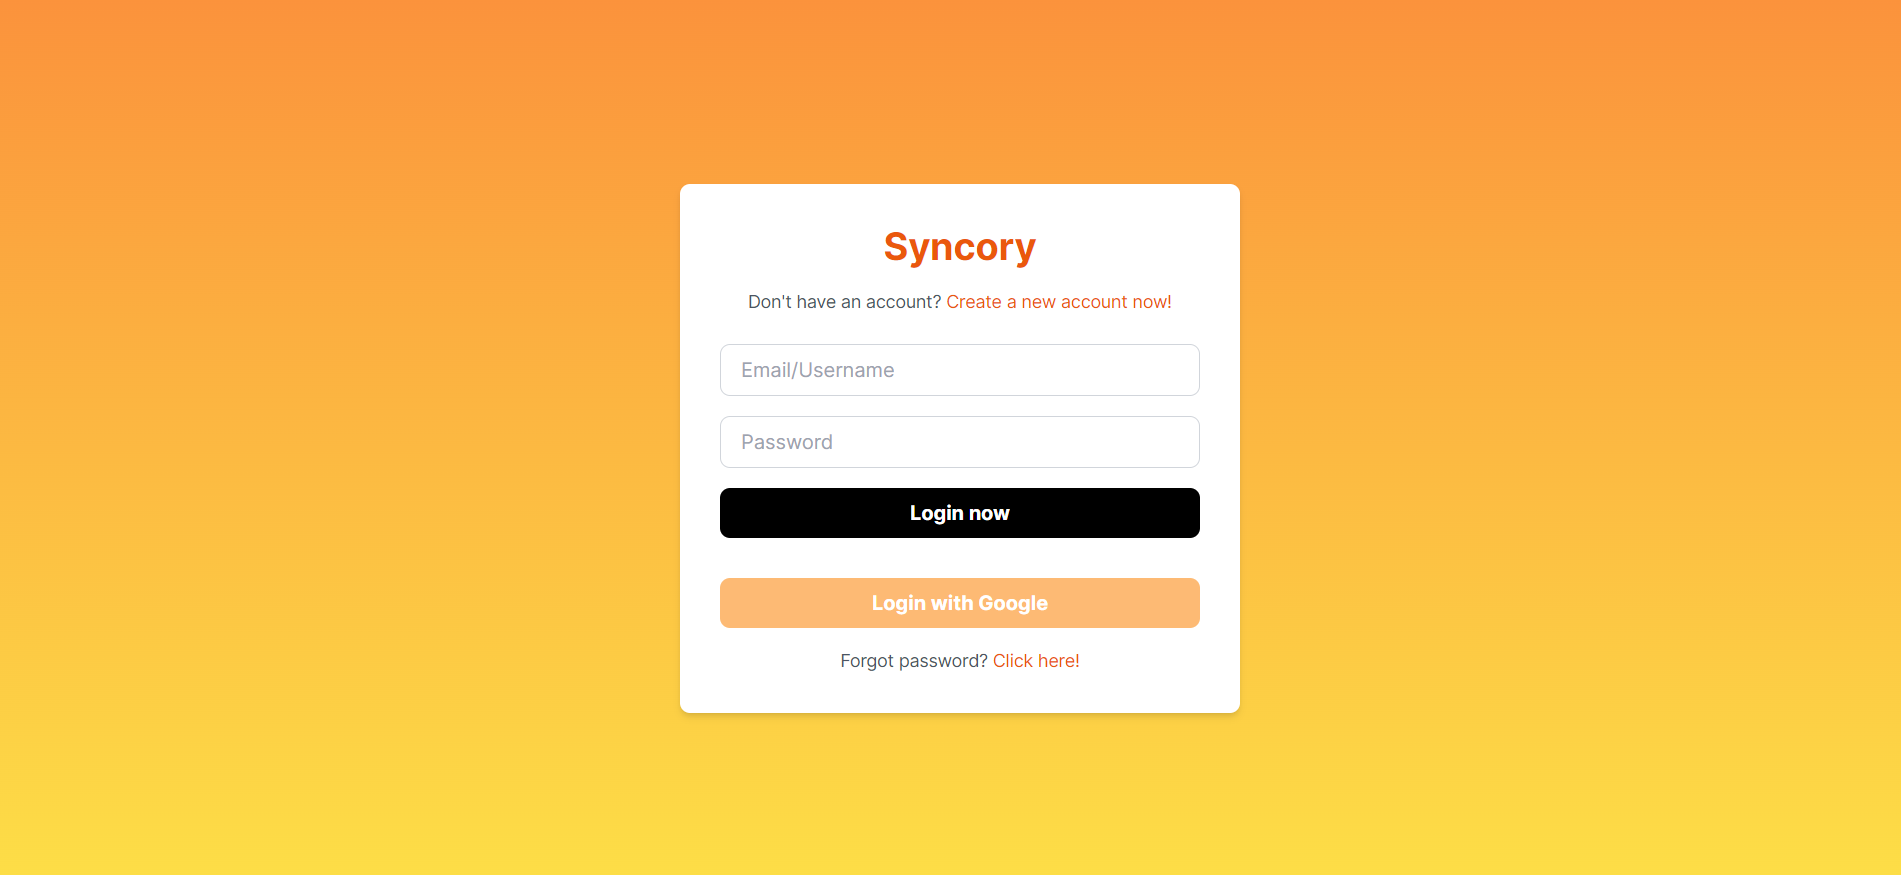 Syncory
Don't have an account? Create a new account now!
Email/Username
Password
Login now
Login with Google
Forgot password? Click here!